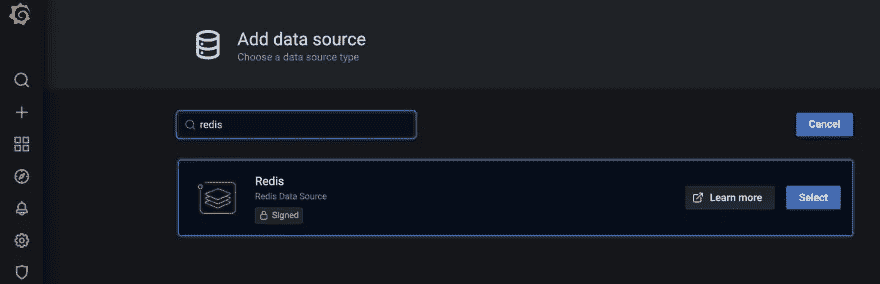 Add data source
Choose a data source type
redis
Cancel
Redis
Redis Data Source
Signed
Learn more
Select